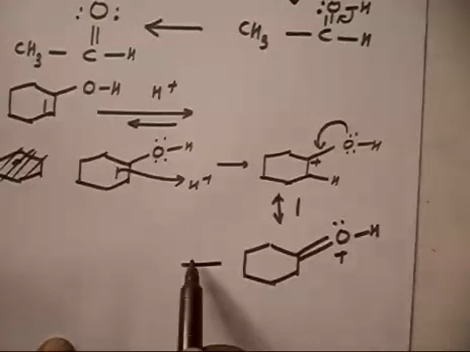 :O:
CH3 — C — H
:O H
CH3 — C — H
O — H
H+
:O: — H
H+
:O: — H
+
H
:O — H
+